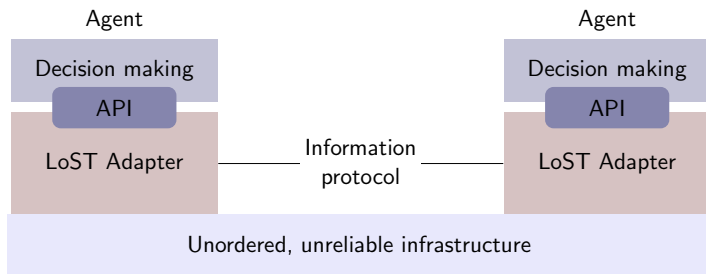 Agent
Agent
Decision making
Decision making
API
API
LoST Adapter
Information
protocol
LoST Adapter
Unordered, unreliable infrastructure